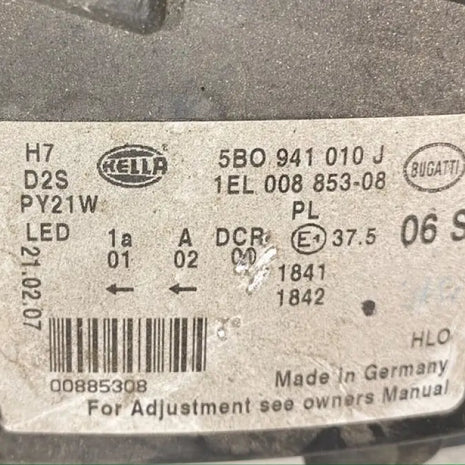 H7 HELLA 5B0 941 010 J BUGATTI
D2S 1EL 008 853-08
PY21W PL
LED 1a A DCR E1 37.5 06 S
01 02 00
← ← 1841
1842
21.02.07
HLO
00885308 Made in Germany
For Adjustment see owners Manual